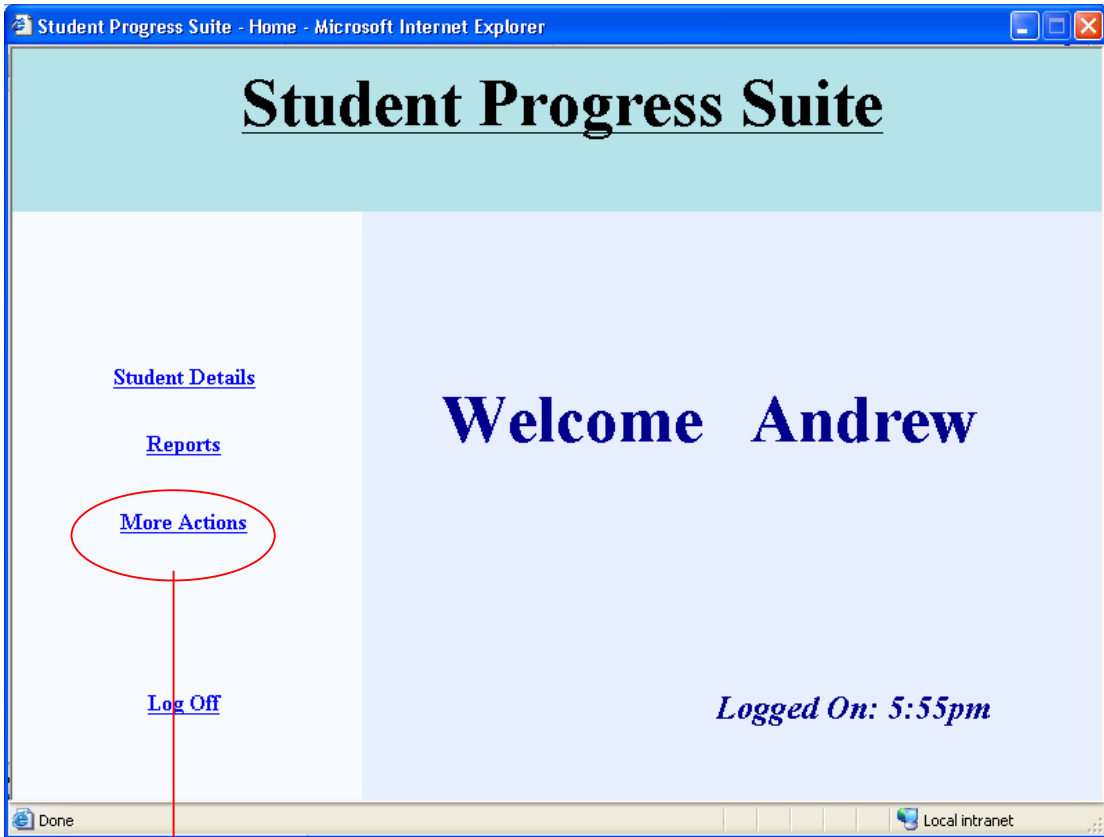 Student Progress Suite - Home - Microsoft Internet Explorer
Student Progress Suite
Student Details
Reports
More Actions
Log Off
Welcome Andrew
Logged On: 5:55pm
Done
Local intranet